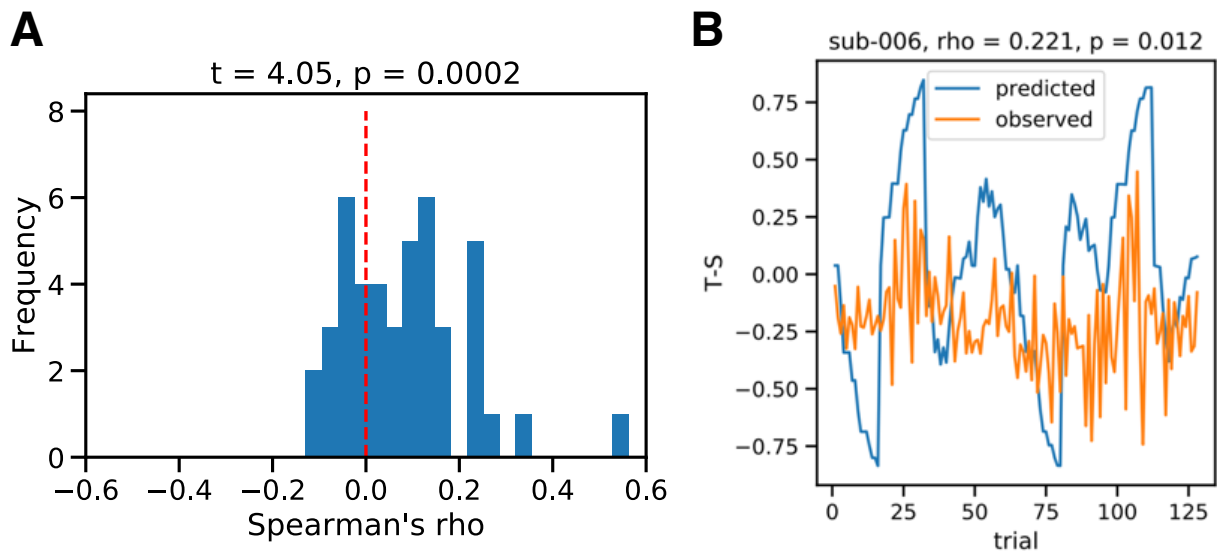 A
t = 4.05, p = 0.0002
Frequency
8
6
4
2
0
−0.6
−0.4
−0.2
0.0
0.2
0.4
0.6
Spearman's rho
B
sub-006, rho = 0.221, p = 0.012
predicted
observed
T-S
0.75
0.50
0.25
0.00
−0.25
−0.50
−0.75
0
25
50
75
100
125
trial